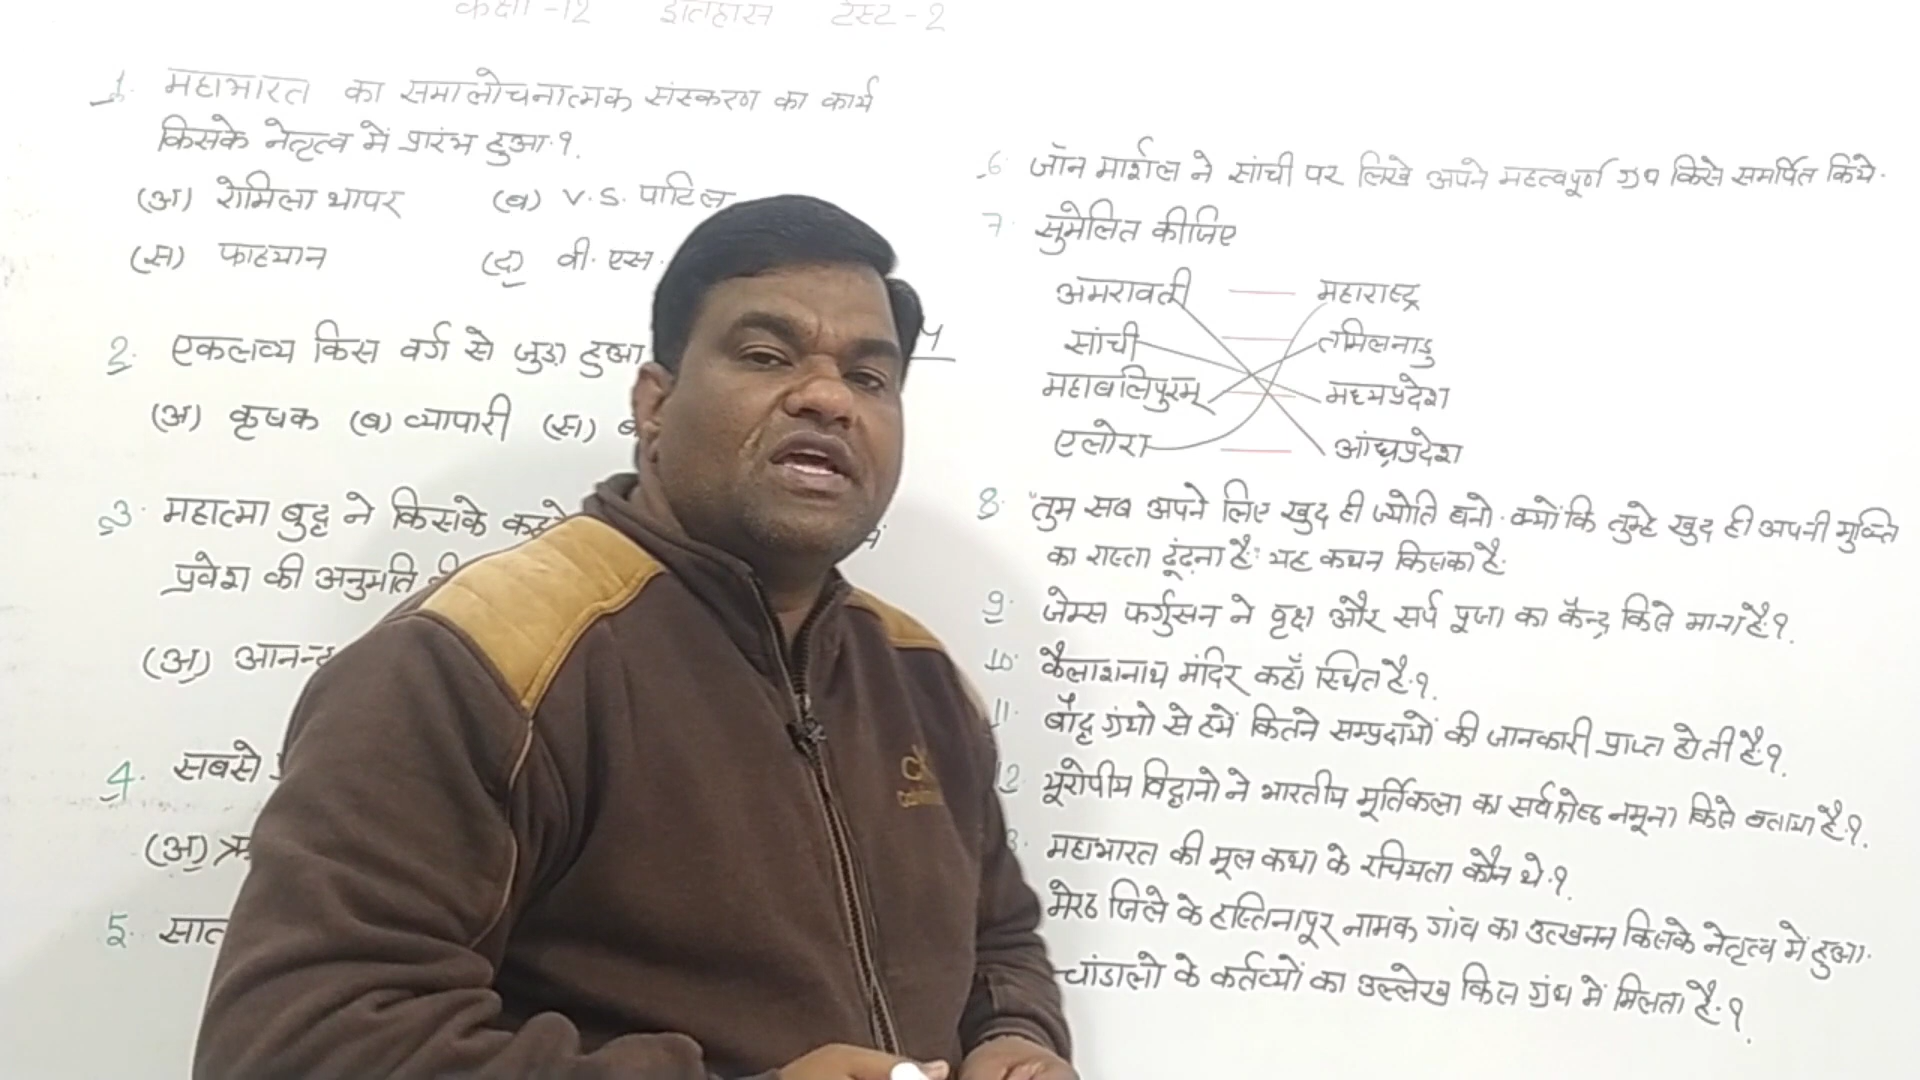 कक्षा -12 इतिहास टेस्ट - 2
1. महाभारत का समालोचनात्मक संस्करण का कार्य
किसके नेतृत्व में प्रारंभ हुआ.?.
(अ) रोमिला थापर (ब) V. S. पाटिल
(स) फाहयान (द) वी. एस.
2. एकलव्य किस वर्ग से जुड़ा हुआ
(अ) कृषक (ब) व्यापारी (स)
3. महात्मा बुद्ध ने किसके कहने
प्रवेश की अनुमति
(अ) आनन्द
4. सबसे
(अ)
5.
6. जॉन मार्शल ने सांची पर लिखे अपने महत्वपूर्ण ग्रंथ किसे समर्पित किये.
7. सुमेलित कीजिए
अमरावती महाराष्ट्र
सांची तमिलनाडु
महाबलिपुरम् मध्यप्रदेश
एलोरा आंध्रप्रदेश
8. "तुम सब अपने लिए खुद ही ज्योति बनो. क्योंकि तुम्हे खुद ही अपनी मुक्ति
का रास्ता ढूंढ़ना है" यह कथन किसका है.
9. जेम्स फर्गुसन ने वृक्ष और सर्प पूजा का केन्द्र किसे माना है.?.
10. कैलाशनाथ मंदिर कहाँ स्थित है.?.
11. बौद्ध ग्रंथो से हमें कितने सम्प्रदायों की जानकारी प्राप्त होती है.?.
12 यूरोपीय विद्वानो ने भारतीय मूर्तिकला का सर्वश्रेष्ठ नमूना किसे बताया है.?.
3. महाभारत की मूल कथा के रचियता कौन थे.?.
मेरठ जिले के हस्तिनापूर नामक गांव का उत्खनन किसके नेतृत्व में हुआ.
चांडालो के कर्तव्यों का उल्लेख किस ग्रंथ में मिलता है.?.